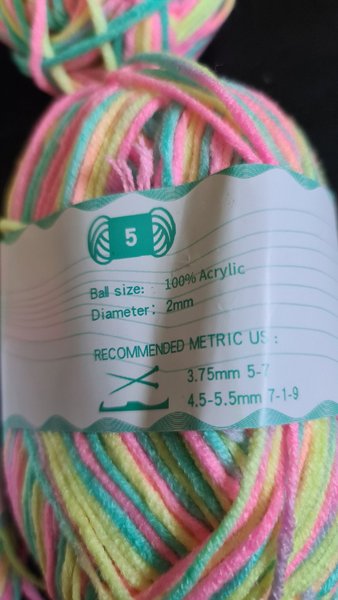 5
Ball size: 100% Acrylic
Diameter: 2mm
RECOMMENDED METRIC US :
3.75mm 5-7
4.5-5.5mm 7-1-9